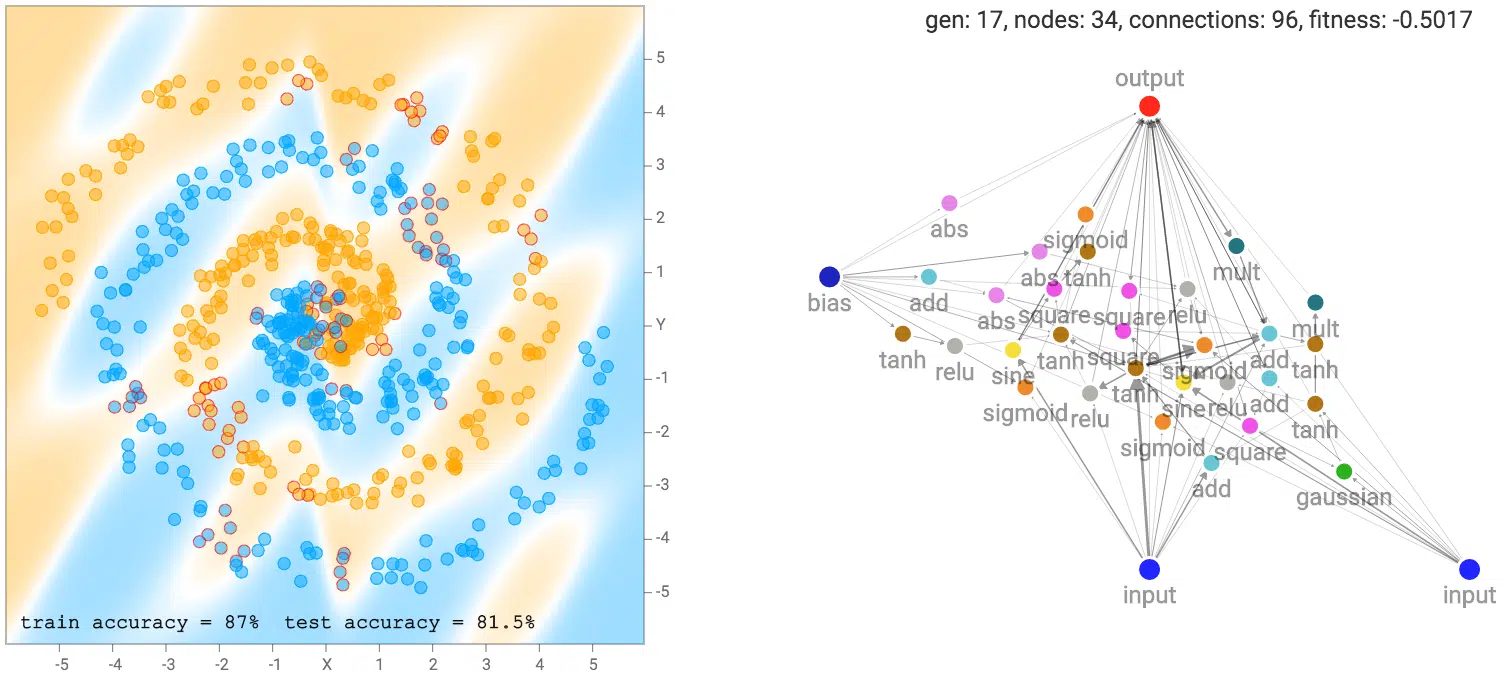 gen: 17, nodes: 34, connections: 96, fitness: -0.5017
5
4
3
2
1
Y
-1
-2
-3
-4
-5
train accuracy = 87% test accuracy = 81.5%
-5 -4 -3 -2 -1 X 1 2 3 4 5
output
abs
sigmoid
bias
add
abs tanh
mult
abs
square
square
relu
mult
tanh
relu
sine
tanh
square
sigmoid
add
tanh
sigmoid
relu
tanh
sine
relu
add
tanh
sigmoid
square
add
gaussian
input
input